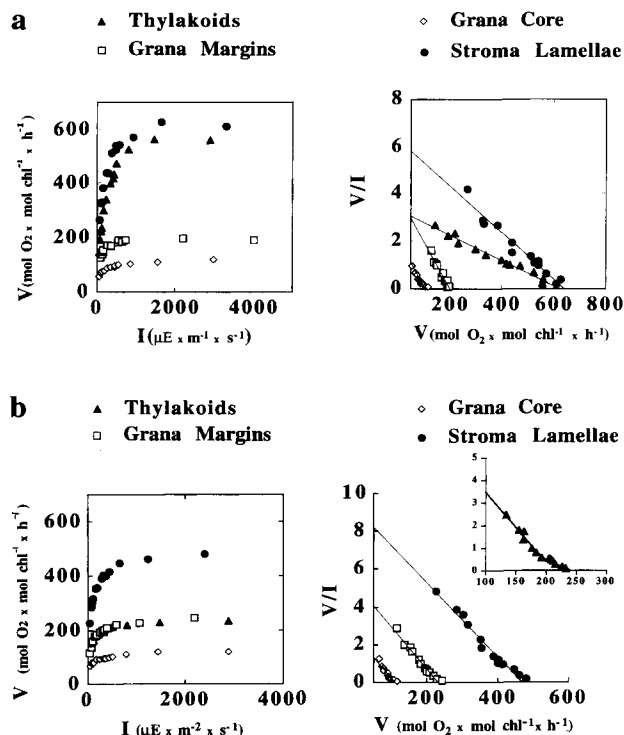 a
▲ Thylakoids
□ Grana Margins
◇ Grana Core
● Stroma Lamellae
V(mol O₂ x mol chl⁻¹ x h⁻¹)
600
400
200
0
0 2000 4000
I(µE x m⁻¹ x s⁻¹)
V/I
8
6
4
2
0
200 400 600 800
V(mol O₂ x mol chl⁻¹ x h⁻¹)
b
▲ Thylakoids
□ Grana Margins
◇ Grana Core
● Stroma Lamellae
V (mol O₂ x mol chl⁻¹ x h⁻¹)
600
400
200
0
0 2000 4000
I (µE x m⁻² x s⁻¹)
V/I
10
8
6
4
2
0
200 400 600
V (mol O₂ x mol chl⁻¹x h⁻¹)
5
4
3
2
1
0
100 150 200 250 300